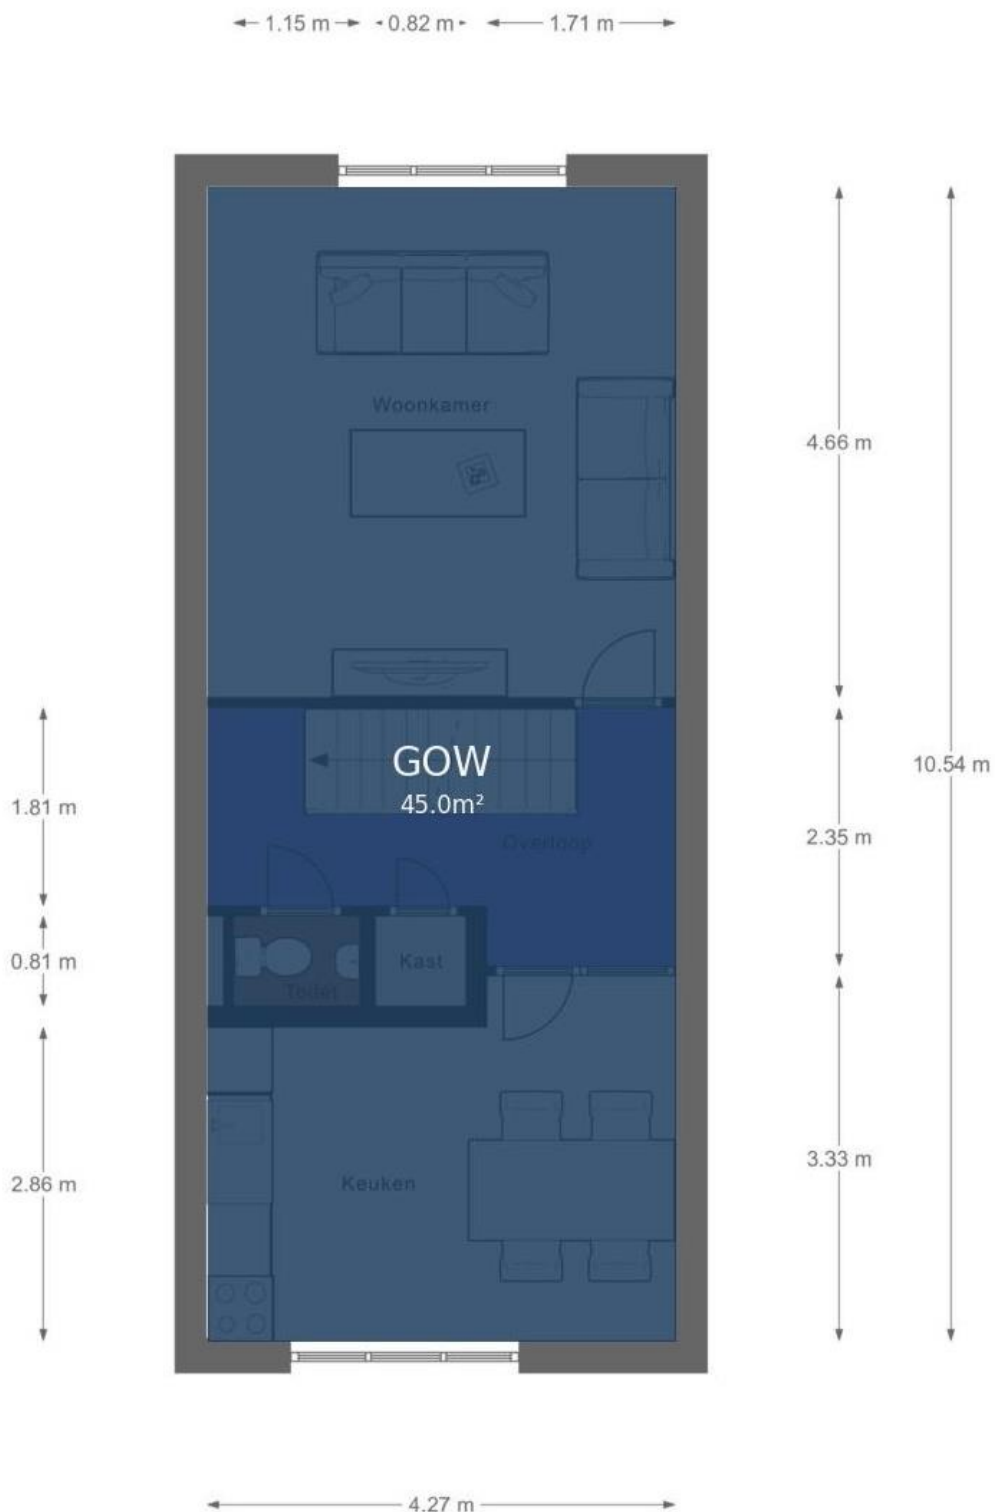 1.15 m 0.82 m 1.71 m
Woonkamer
4.66 m
GOW
10.54 m
45.0m²
1.81 m
2.35 m
Overloop
0.81 m
Kast
Toilet
3.33 m
2.86 m
Keuken
4.27 m